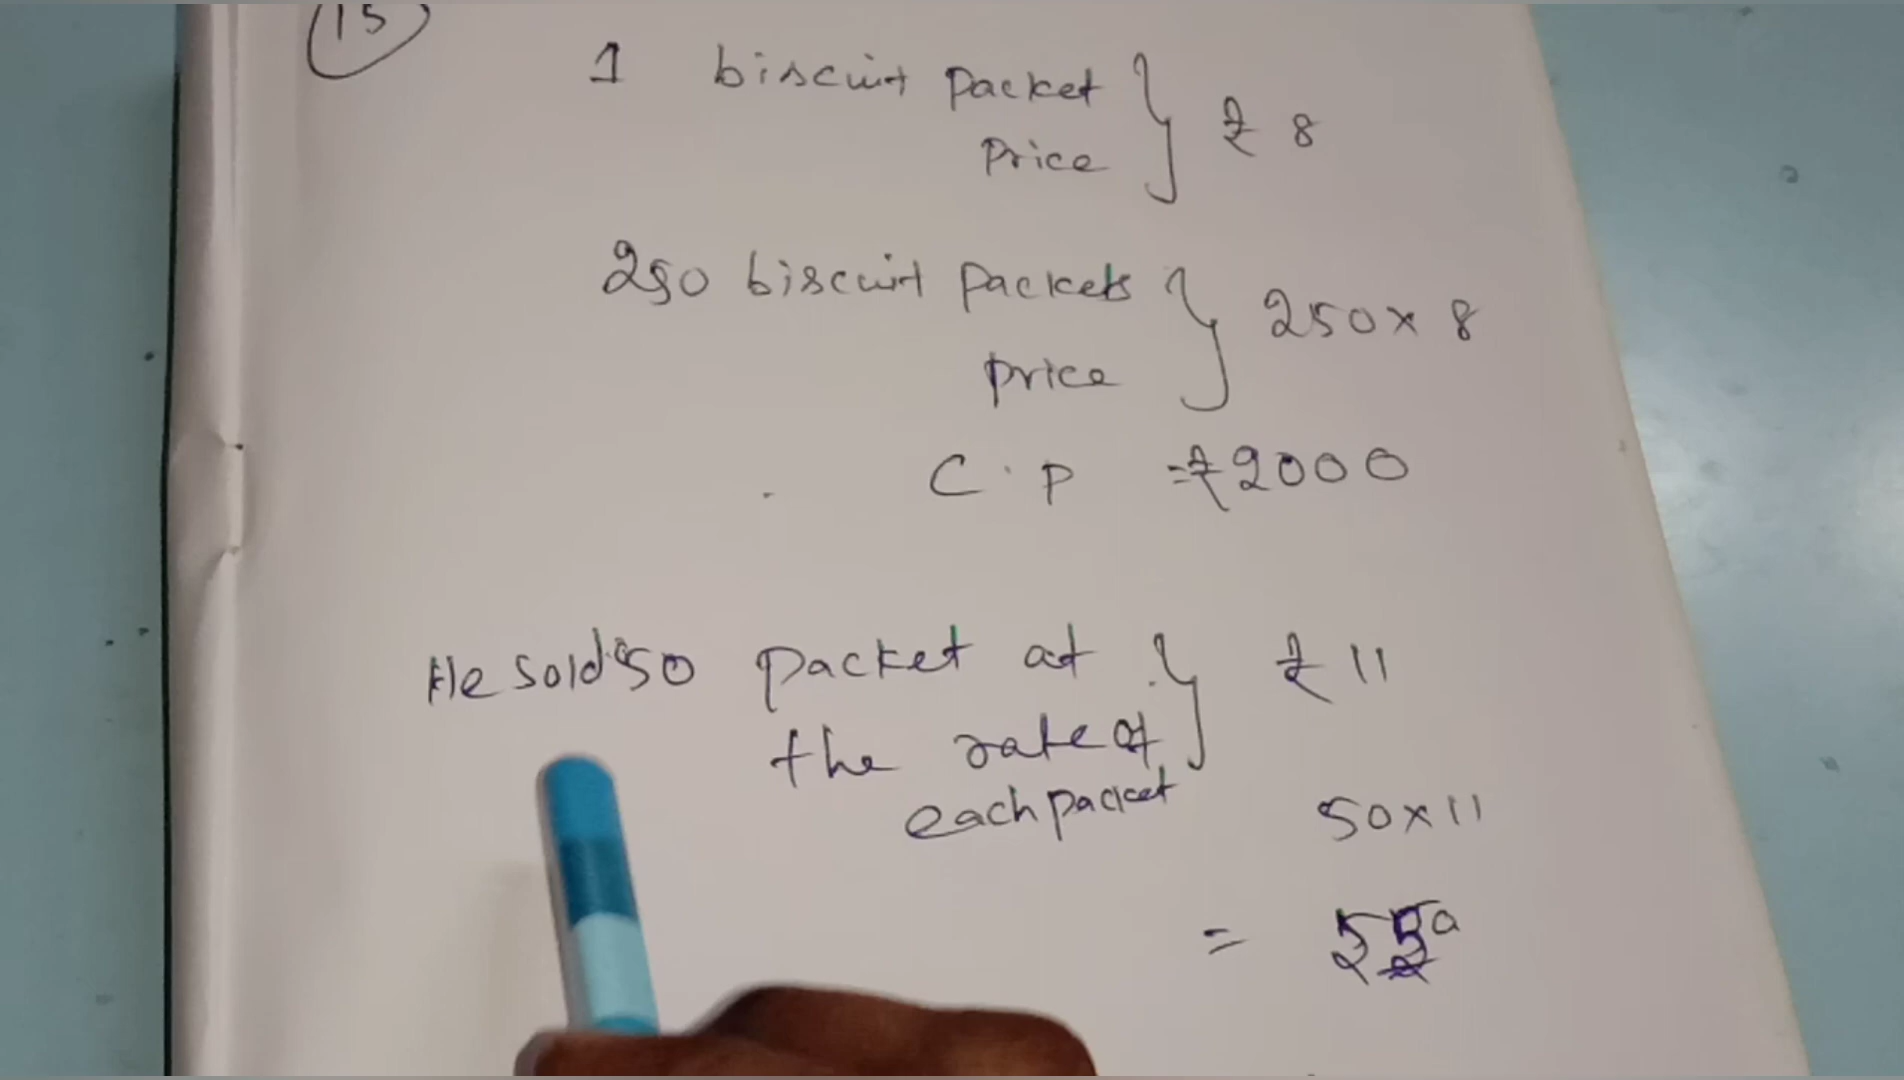 15
1 biscuit packet
Price } ₹ 8
250 biscuit packets
price } 250 × 8
C.P = ₹2000
He sold 50 packet at
the rate of } ₹ 11
each packet
50 × 11
= 550